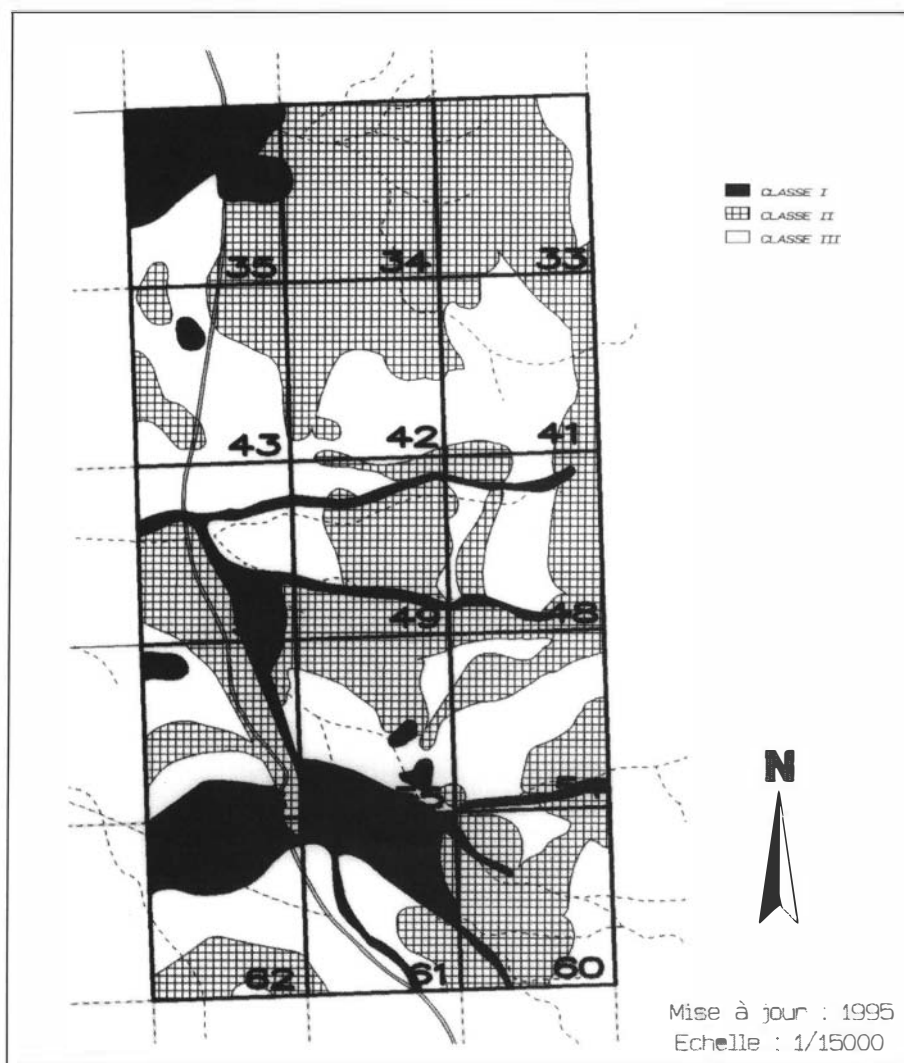 CLASSE I
CLASSE II
CLASSE III
35
34
33
43
42
41
49
48
62
61
60
N
Mise à jour : 1995
Echelle : 1/15000